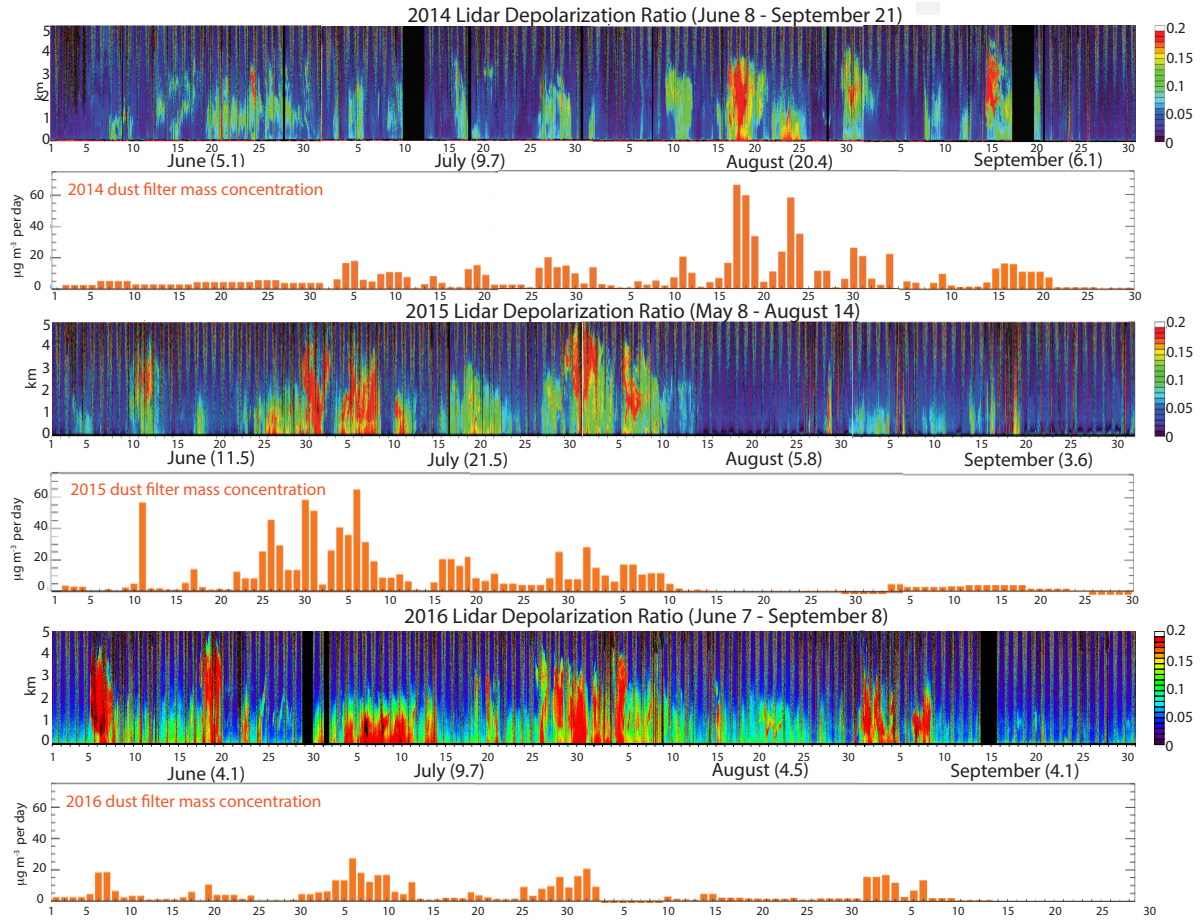 2014 Lidar Depolarization Ratio (June 8 - September 21)
5
4
3
2
1
0
km
0.2
0.15
0.1
0.05
0
1 5 10 15 20 25 30 5 10 15 20 25 30 5 10 15 20 25 30 5 10 15 20 25 30
June (5.1) July (9.7) August (20.4) September (6.1)
2014 dust filter mass concentration
60
40
20
0
µg m⁻³ per day
1 5 10 15 20 25 30 5 10 15 20 25 30 5 10 15 20 25 30 5 10 15 20 25 30
2015 Lidar Depolarization Ratio (May 8 - August 14)
5
4
3
2
1
0
km
0.2
0.15
0.1
0.05
0
1 5 10 15 20 25 30 5 10 15 20 25 30 5 10 15 20 25 30 5 10 15 20 25 30
June (11.5) July (21.5) August (5.8) September (3.6)
2015 dust filter mass concentration
60
40
20
0
µg m⁻³ per day
1 5 10 15 20 25 30 5 10 15 20 25 30 5 10 15 20 25 30 5 10 15 20 25 30
2016 Lidar Depolarization Ratio (June 7 - September 8)
5
4
3
2
1
0
km
0.2
0.15
0.1
0.05
0
1 5 10 15 20 25 30 5 10 15 20 25 30 5 10 15 20 25 30 5 10 15 20 25 30
June (4.1) July (9.7) August (4.5) September (4.1)
2016 dust filter mass concentration
60
40
20
0
µg m⁻³ per day
1 5 10 15 20 25 30 5 10 15 20 25 30 5 10 15 20 25 30 5 10 15 20 28 30